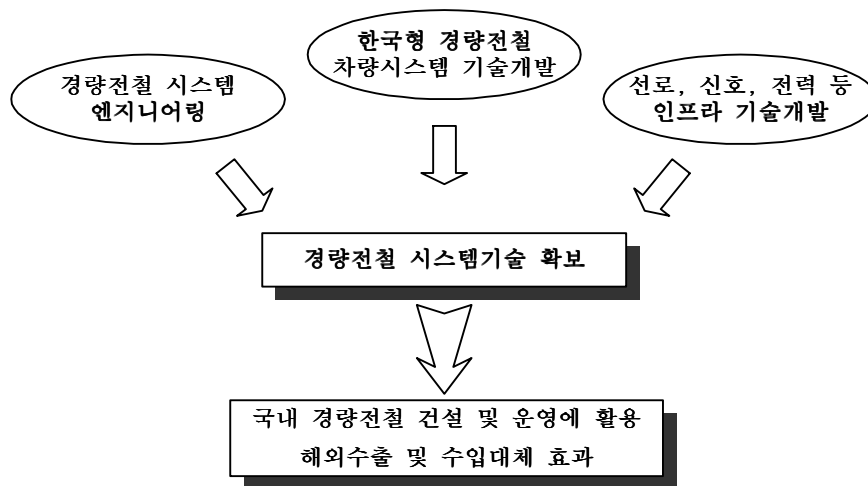 경량전철 시스템
엔지니어링
한국형 경량전철
차량시스템 기술개발
선로, 신호, 전력 등
인프라 기술개발
경량전철 시스템기술 확보
국내 경량전철 건설 및 운영에 활용
해외수출 및 수입대체 효과